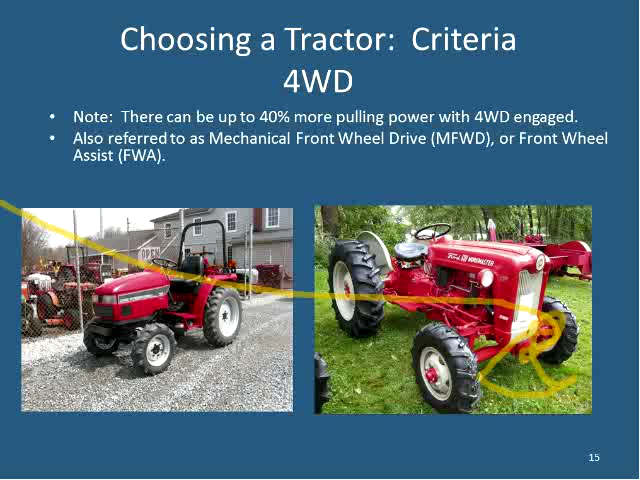 Choosing a Tractor:  Criteria
4WD
• Note:  There can be up to 40% more pulling power with 4WD engaged.
• Also referred to as Mechanical Front Wheel Drive (MFWD), or Front Wheel
Assist (FWA).
OPEN
Ford
WORKMASTER
15